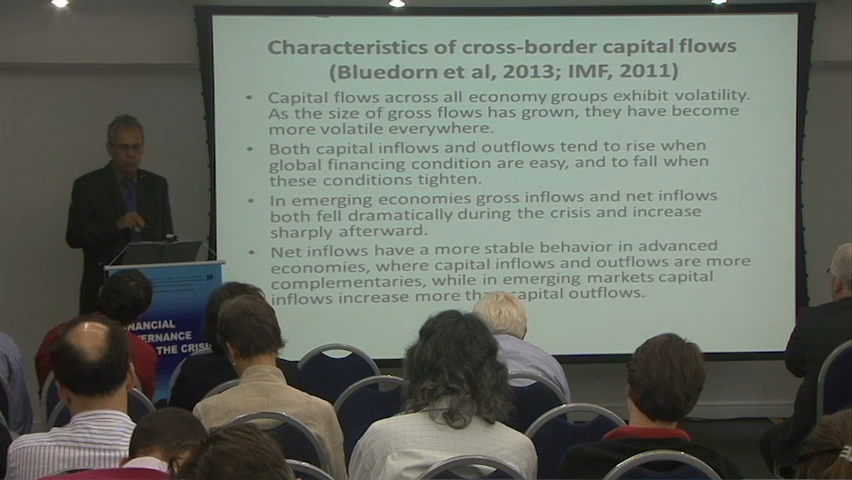 Characteristics of cross-border capital flows
(Bluedorn et al, 2013; IMF, 2011)
• Capital flows across all economy groups exhibit volatility.
As the size of gross flows has grown, they have become
more volatile everywhere.
• Both capital inflows and outflows tend to rise when
global financing condition are easy, and to fall when
these conditions tighten.
• In emerging economies gross inflows and net inflows
both fell dramatically during the crisis and increase
sharply afterward.
• Net inflows have a more stable behavior in advanced
economies, where capital inflows and outflows are more
complementaries, while in emerging markets capital
inflows increase more than capital outflows.
THE CRISI